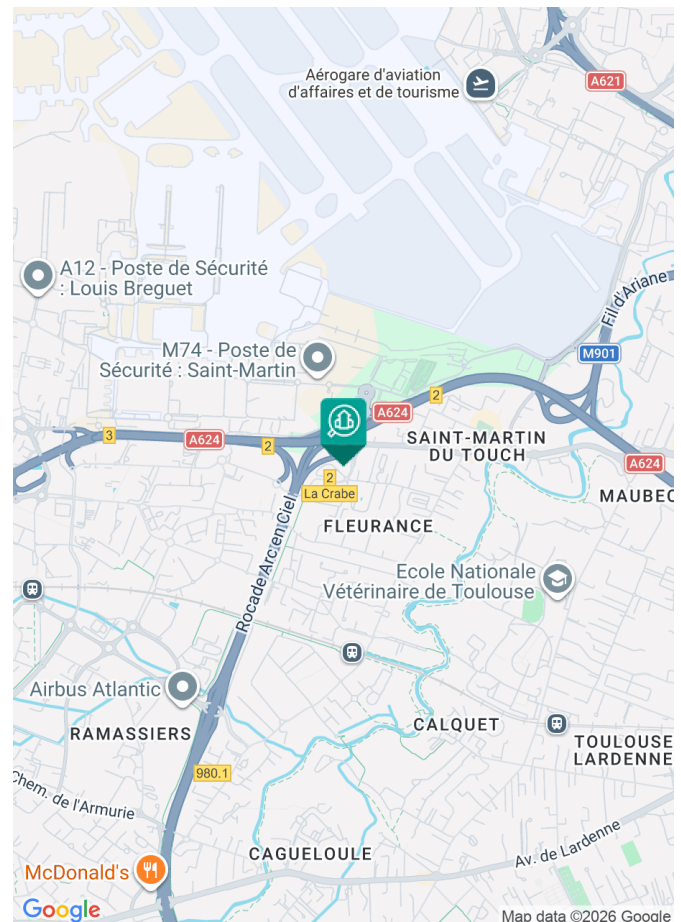 Aérogare d'aviation
d'affaires et de tourisme
A621
A12 - Poste de Sécurité
: Louis Breguet
Fil d'Ariane
M74 - Poste de
Sécurité : Saint-Martin
M901
2
A624
3
A624
2
SAINT-MARTIN
DU TOUCH
A624
2
La Crabe
MAUBEC
Rocade Arc en Ciel
FLEURANCE
Ecole Nationale
Vétérinaire de Toulouse
Airbus Atlantic
RAMASSIERS
CALQUET
TOULOUSE
LARDENNE
980.1
Chem. de l'Armurie
CAGUELOULE
Av. de Lardenne
McDonald's
Google
Map data ©2026 Google